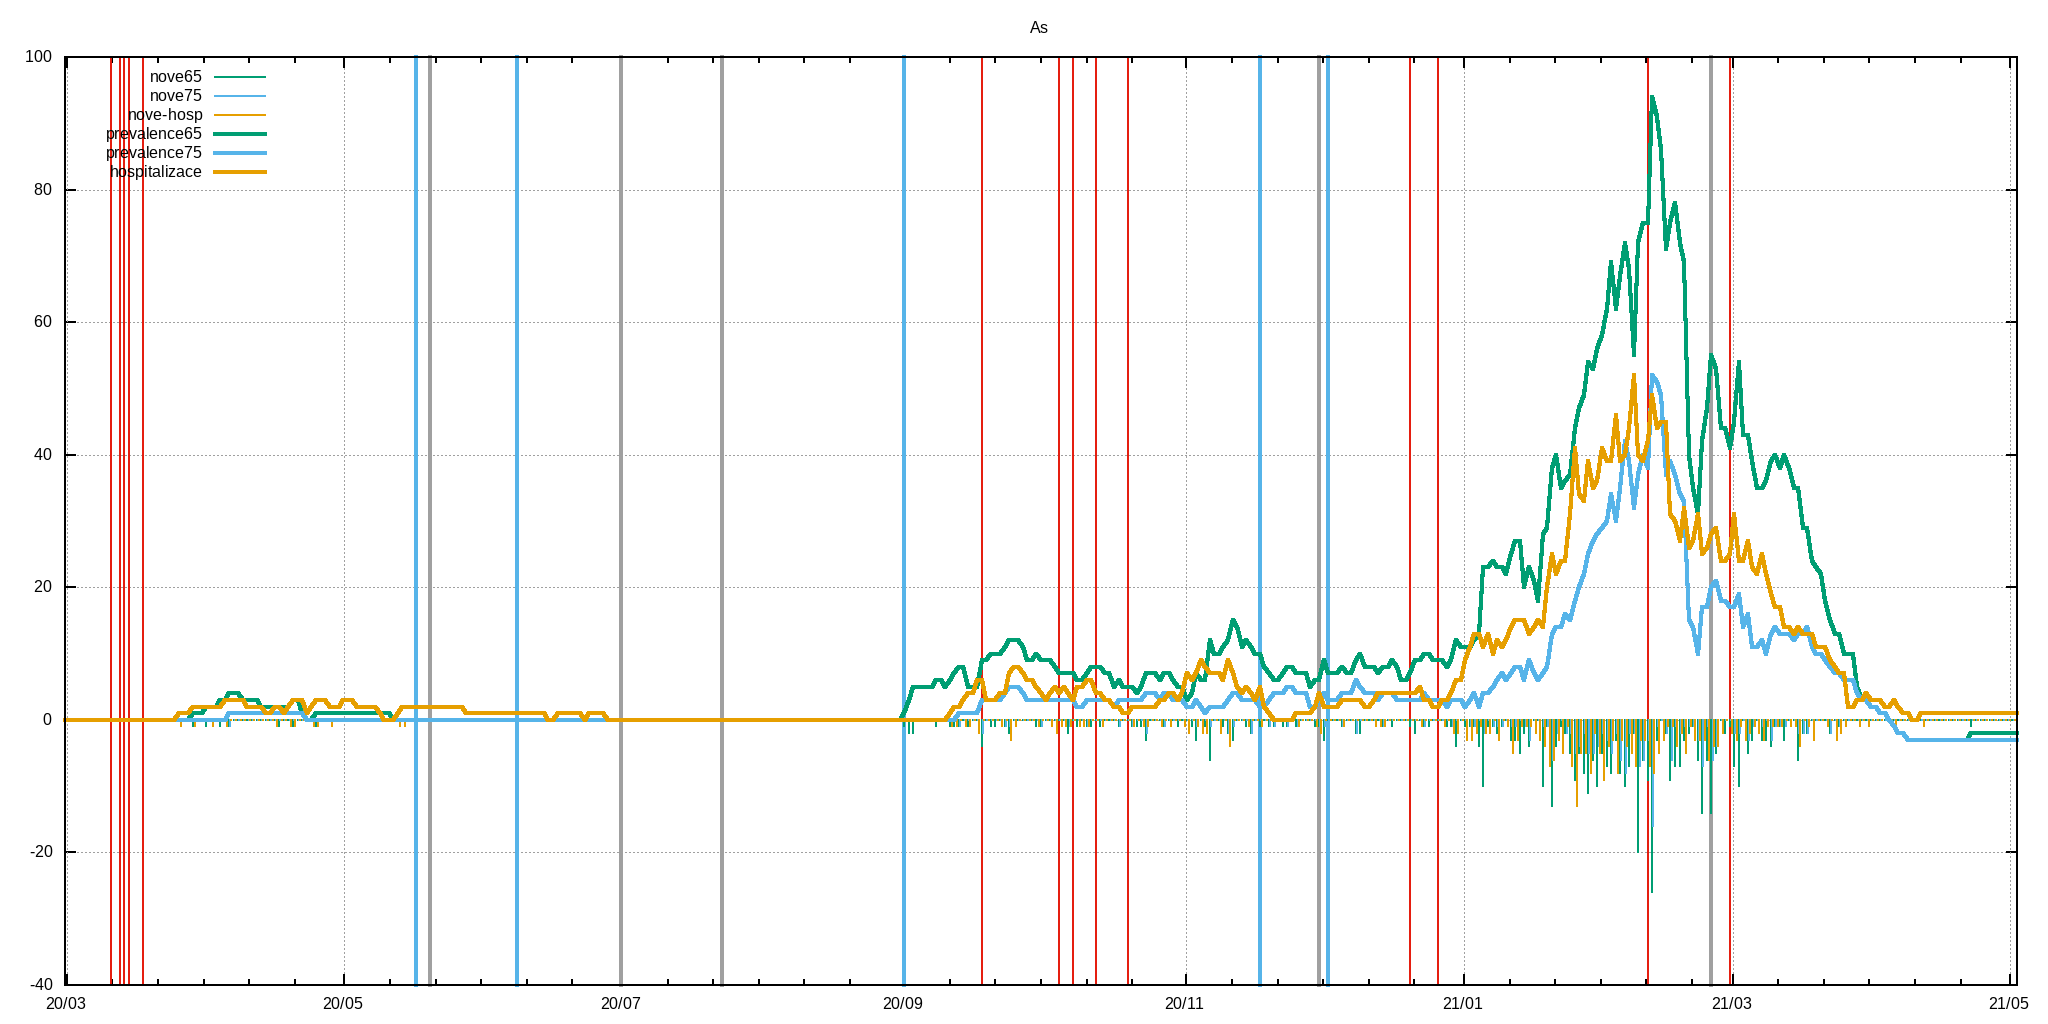 As
100
nove65
nove75
nove-hosp
prevalence65
prevalence75
hospitalizace
80
60
40
20
0
-20
-40
20/03 20/05 20/07 20/09 20/11 21/01 21/03 21/05